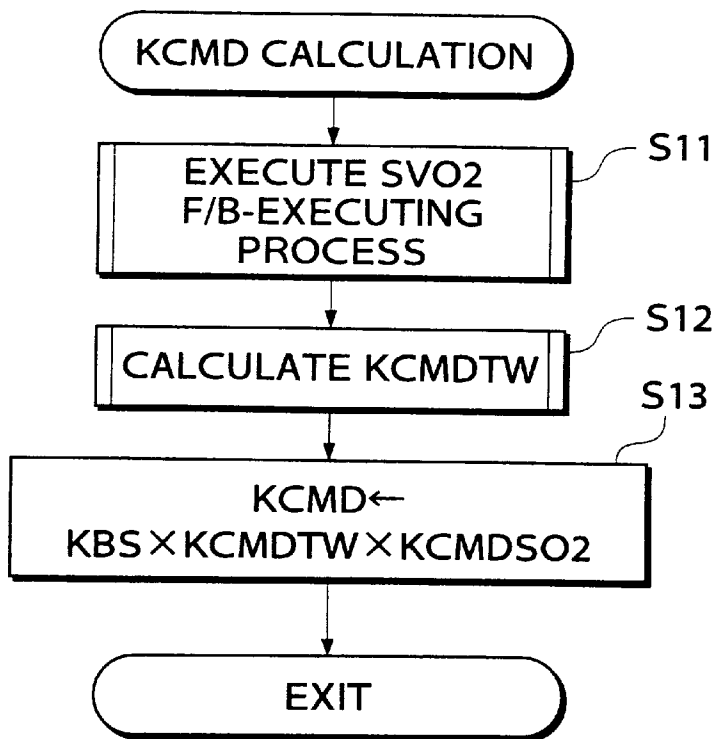 KCMD CALCULATION
S11
EXECUTE SVO2
F/B-EXECUTING
PROCESS
S12
CALCULATE KCMDTW
S13
KCMD←
KBS×KCMDTW×KCMDSO2
EXIT